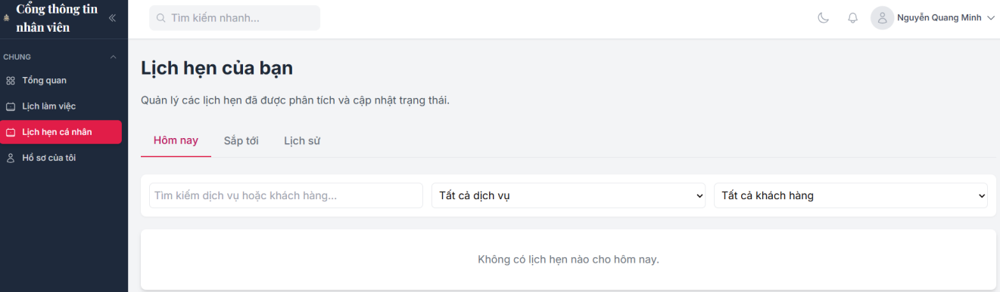 Cổng thông tin
nhân viên
Tìm kiếm nhanh...
Nguyễn Quang Minh
CHUNG
Tổng quan
Lịch làm việc
Lịch hẹn cá nhân
Hồ sơ của tôi
Lịch hẹn của bạn
Quản lý các lịch hẹn đã được phân tích và cập nhật trạng thái.
Hôm nay Sắp tới Lịch sử
Tìm kiếm dịch vụ hoặc khách hàng... Tất cả dịch vụ Tất cả khách hàng
Không có lịch hẹn nào cho hôm nay.